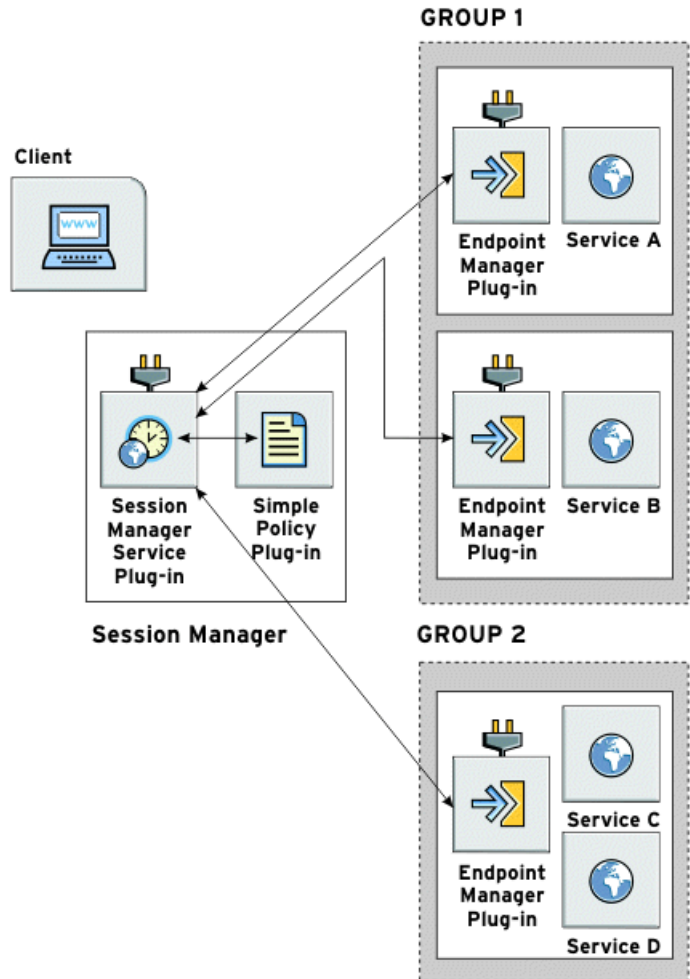 GROUP 1
Client
www
Endpoint
Manager
Plug-in
Service A
Endpoint
Manager
Plug-in
Service B
Session
Manager
Service
Plug-in
Simple
Policy
Plug-in
Session Manager
GROUP 2
Endpoint
Manager
Plug-in
Service C
Service D